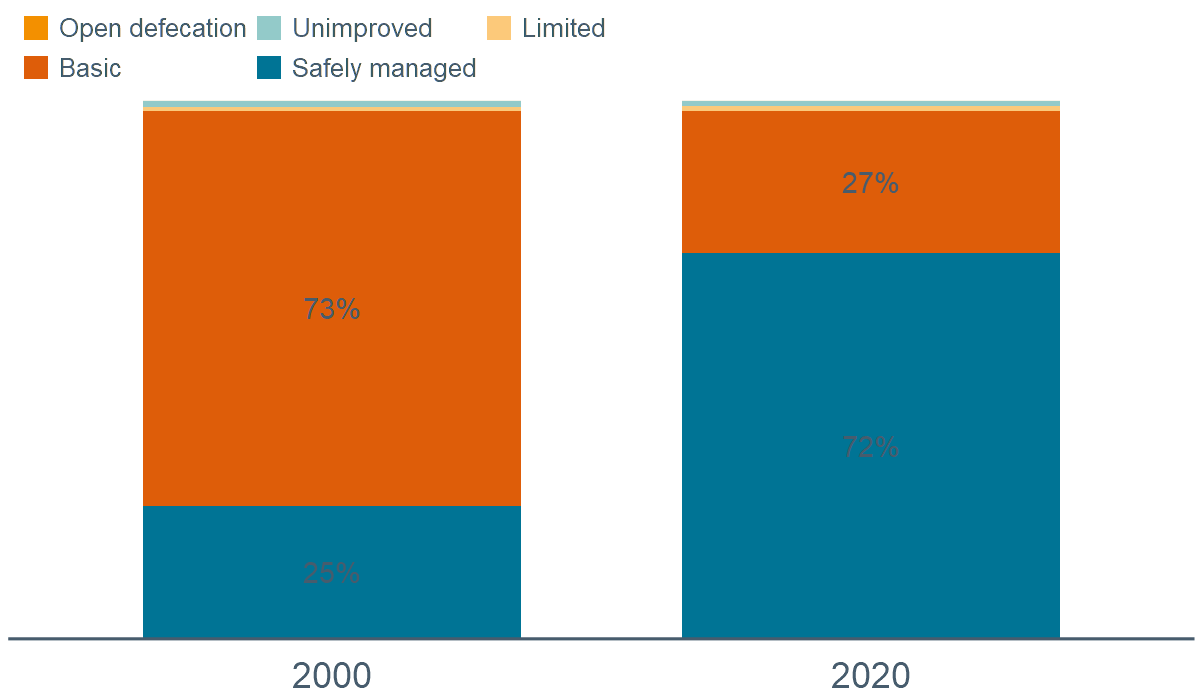 Open defecation Unimproved Limited
Basic Safely managed
27%
73%
72%
25%
2000 2020